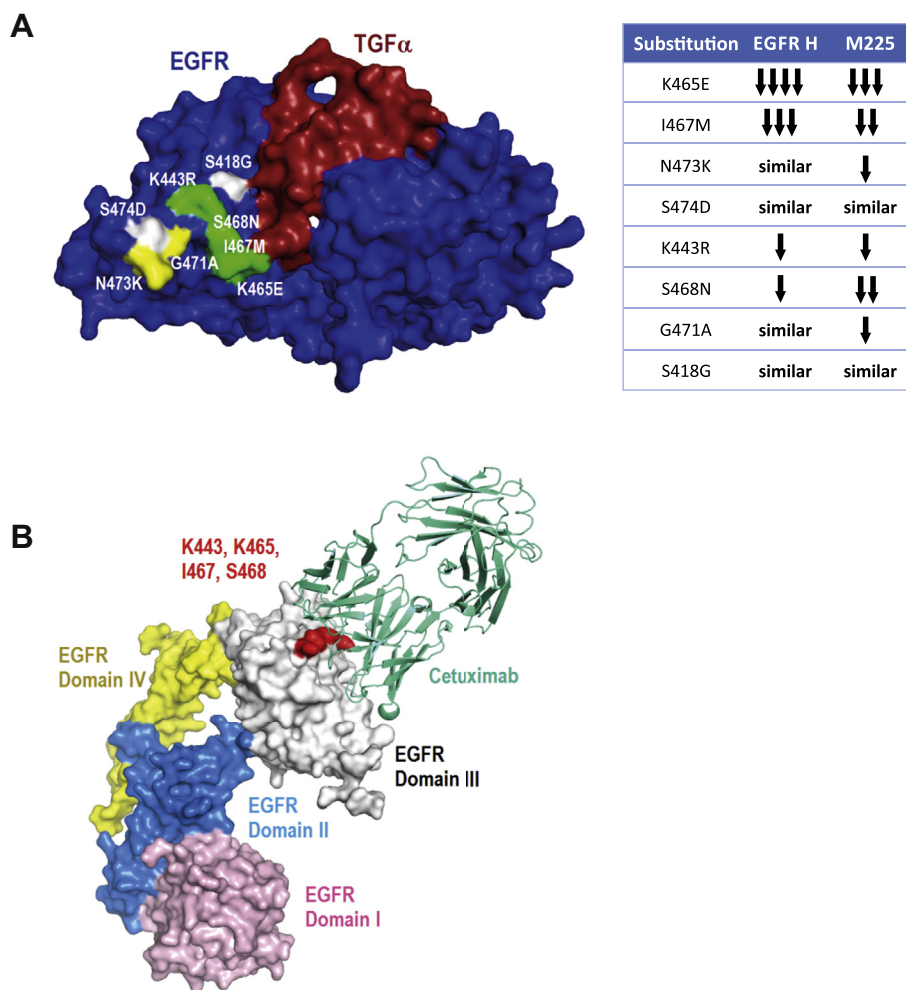 A
EGFR
TGFα
S418G
K443R
S474D
S468N
I467M
G471A
N473K
K465E
Substitution EGFR H M225
K465E ↓↓↓↓ ↓↓↓
I467M ↓↓↓ ↓↓
N473K similar ↓
S474D similar similar
K443R ↓ ↓
S468N ↓ ↓↓
G471A similar ↓
S418G similar similar
B
K443, K465,
I467, S468
EGFR
Domain IV
Cetuximab
EGFR
Domain III
EGFR
Domain II
EGFR
Domain I